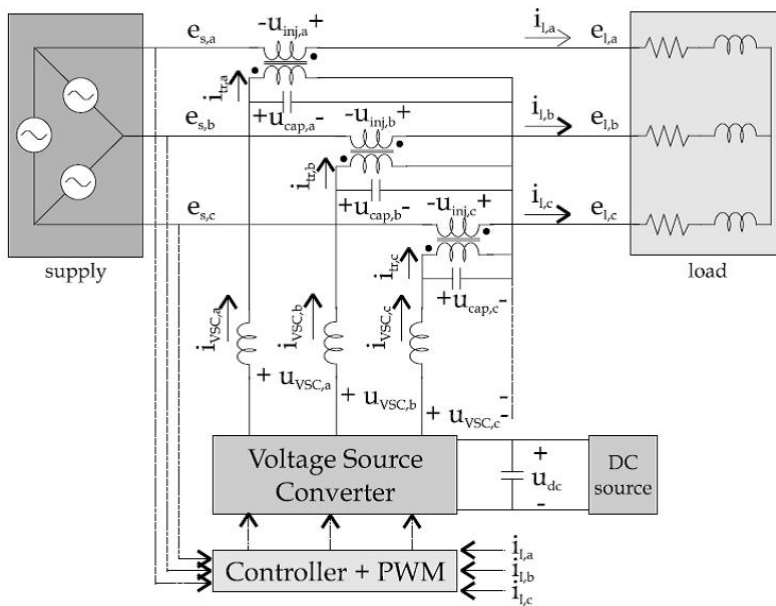 e_s,a
-u_inj,a+
i_l,a
e_l,a
i_tr,a
+u_cap,a-
e_s,b
-u_inj,b+
i_l,b
e_l,b
i_tr,b
+u_cap,b-
e_s,c
-u_inj,c+
i_l,c
e_l,c
i_tr,c
+u_cap,c-
supply
load
i_VSC,a
i_VSC,b
i_VSC,c
+ u_VSC,a -
+ u_VSC,b -
+ u_VSC,c -
Voltage Source
Converter
+
u_dc
-
DC
source
Controller + PWM
i_l,a
i_l,b
i_l,c